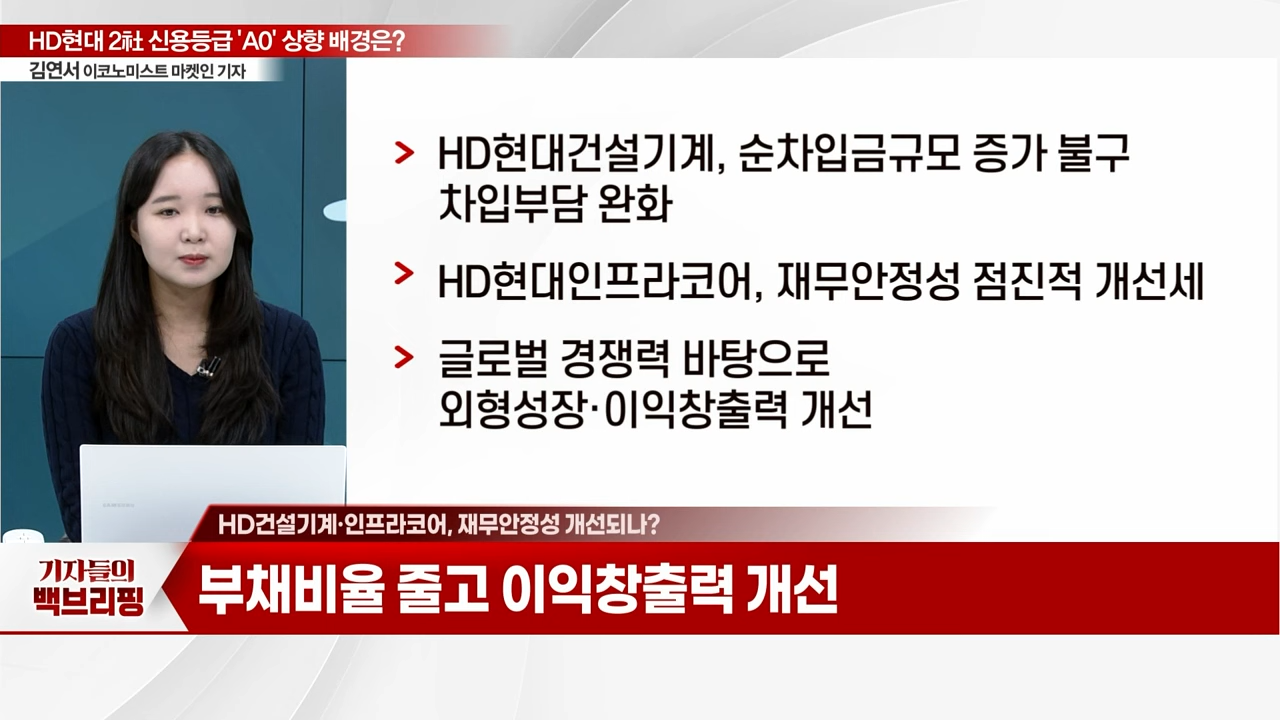 HD현대 2社 신용등급 'A0' 상향 배경은?
김연서 이코노미스트 마켓인 기자
HD현대건설기계, 순차입금규모 증가 불구
차입부담 완화
HD현대인프라코어, 재무안정성 점진적 개선세
글로벌 경쟁력 바탕으로
외형성장·이익창출력 개선
SAMSUNG
HD건설기계·인프라코어, 재무안정성 개선되나?
기자들의
백브리핑
부채비율 줄고 이익창출력 개선